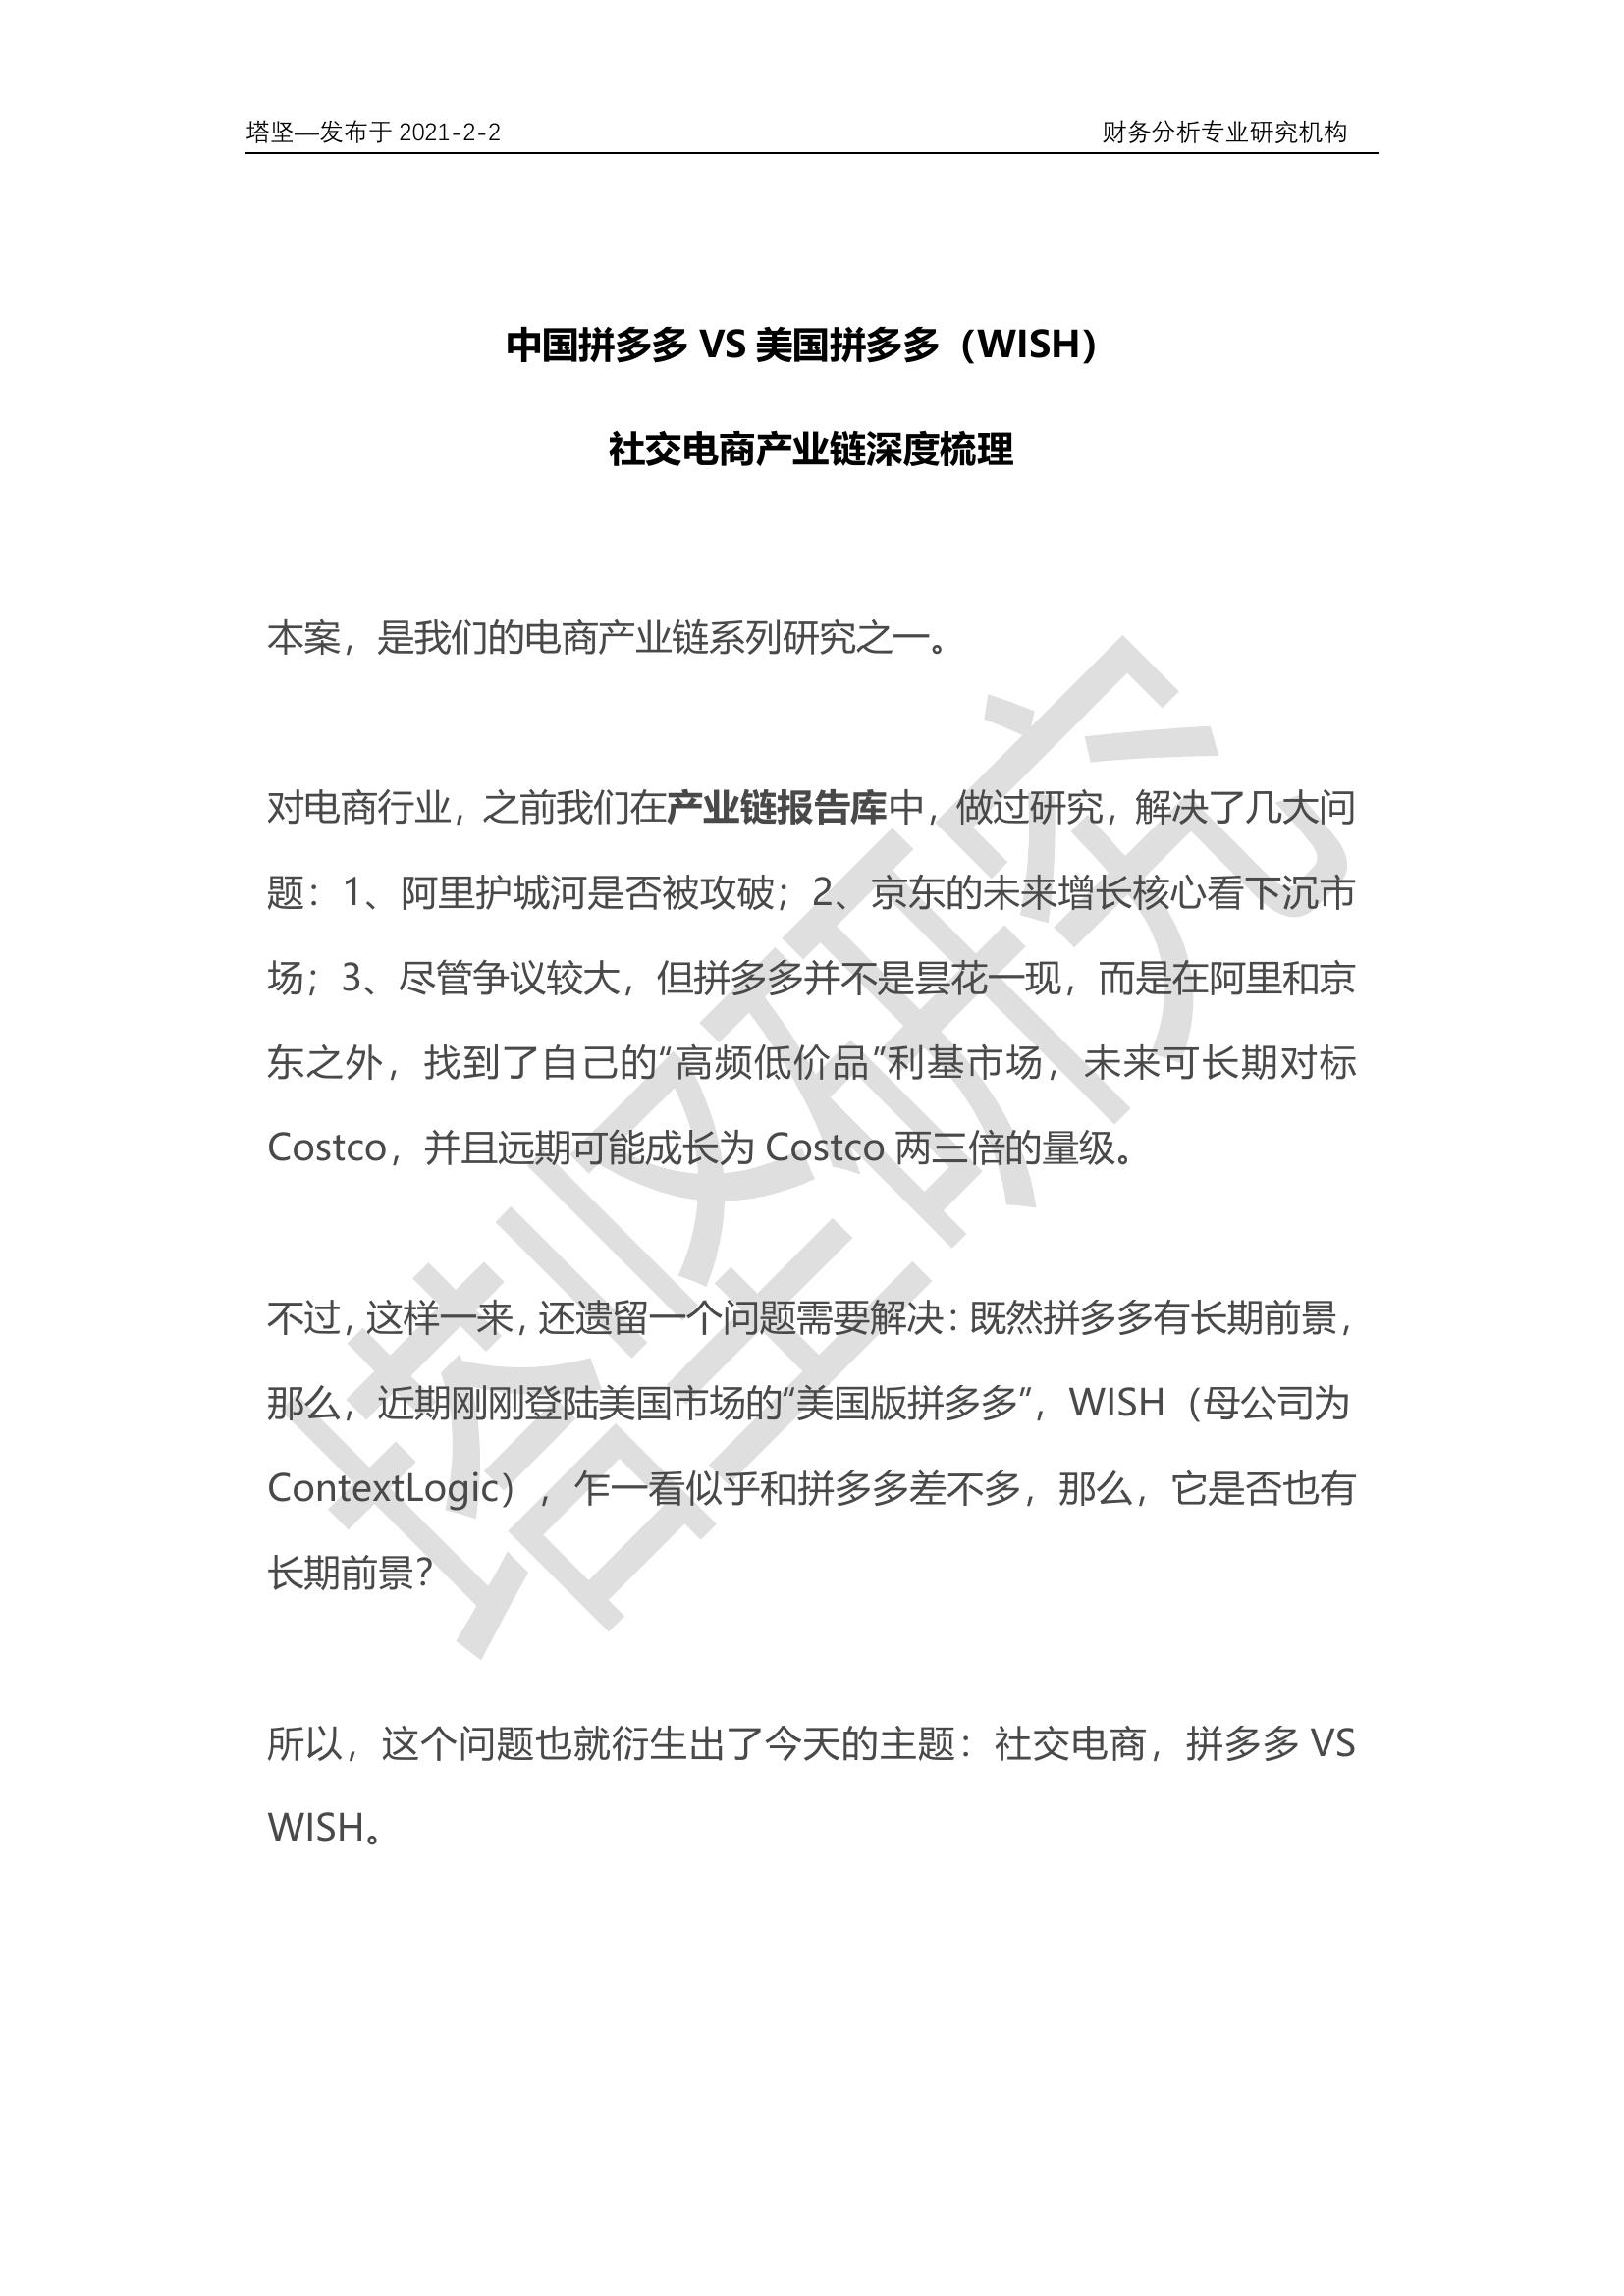 塔坚—发布于 2021-2-2 财务分析专业研究机构
中国拼多多 VS 美国拼多多（WISH）
社交电商产业链深度梳理
本案，是我们的电商产业链系列研究之一。
对电商行业，之前我们在产业链报告库中，做过研究，解决了几大问
题：1、阿里护城河是否被攻破；2、京东的未来增长核心看下沉市
场；3、尽管争议较大，但拼多多并不是昙花一现，而是在阿里和京
东之外，找到了自己的“高频低价品”利基市场，未来可长期对标
Costco，并且远期可能成长为 Costco 两三倍的量级。
不过，这样一来，还遗留一个问题需要解决：既然拼多多有长期前景，
那么，近期刚刚登陆美国市场的“美国版拼多多”，WISH（母公司为
ContextLogic），乍一看似乎和拼多多差不多，那么，它是否也有
长期前景？
所以，这个问题也就衍生出了今天的主题：社交电商，拼多多 VS
WISH。
塔坚研究